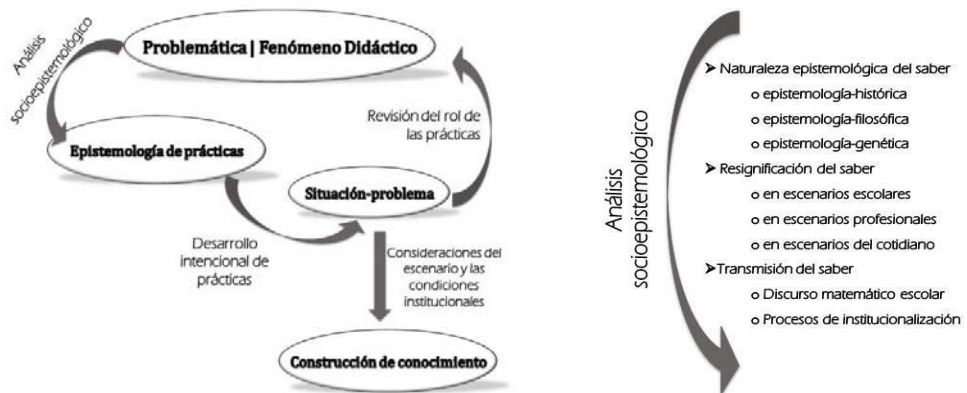 Análisis
socioepistemológico
Problemática | Fenómeno Didáctico
Revisión del rol de
las prácticas
Epistemología de prácticas
Situación-problema
Desarrollo
intencional de
prácticas
Consideraciones del
escenario y las
condiciones
institucionales
Construcción de conocimiento
Análisis
socioepistemológico
➤ Naturaleza epistemológica del saber
o epistemología-histórica
o epistemología-filosófica
o epistemología-genética
➤ Resignificación del saber
o en escenarios escolares
o en escenarios profesionales
o en escenarios del cotidiano
➤Transmisión del saber
o Discurso matemático escolar
o Procesos de institucionalización